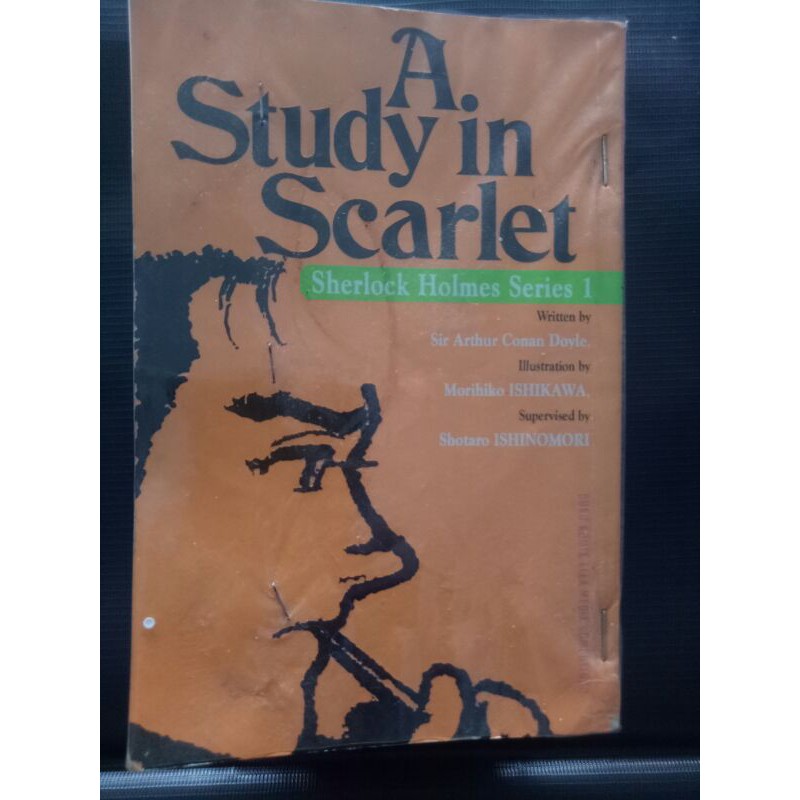 A
Study in
Scarlet
Sherlock Holmes Series 1
Written by
Sir Arthur Conan Doyle.
Illustration by
Morihiko ISHIKAWA.
Supervised by
Shotaro ISHINOMORI